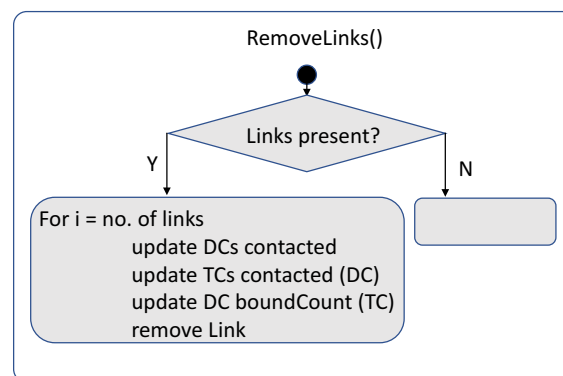 RemoveLinks()
Links present?
Y
N
For i = no. of links
update DCs contacted
update TCs contacted (DC)
update DC boundCount (TC)
remove Link